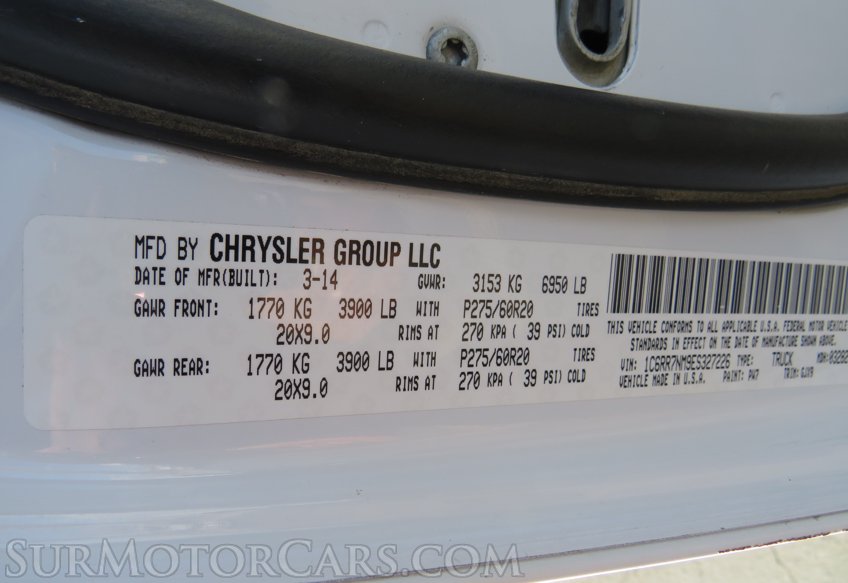 MFD BY CHRYSLER GROUP LLC
DATE OF MFR(BUILT): 3-14 GVWR: 3153 KG 6950 LB
GAWR FRONT: 1770 KG 3900 LB WITH P275/60R20 TIRES
20X9.0 RIMS AT 270 KPA ( 39 PSI) COLD
GAWR REAR: 1770 KG 3900 LB WITH P275/60R20 TIRES
20X9.0 RIMS AT 270 KPA ( 39 PSI) COLD
THIS VEHICLE CONFORMS TO ALL APPLICABLE U.S.A. FEDERAL MOTOR VEHICLE
STANDARDS IN EFFECT ON THE DATE OF MANUFACTURE SHOWN ABOVE.
VIN: 1C6RR7NM9ES327226 TYPE: TRUCK
VEHICLE MADE IN U.S.A. PAINT: PW7 TRIM:
SURMOTORCARS.COM